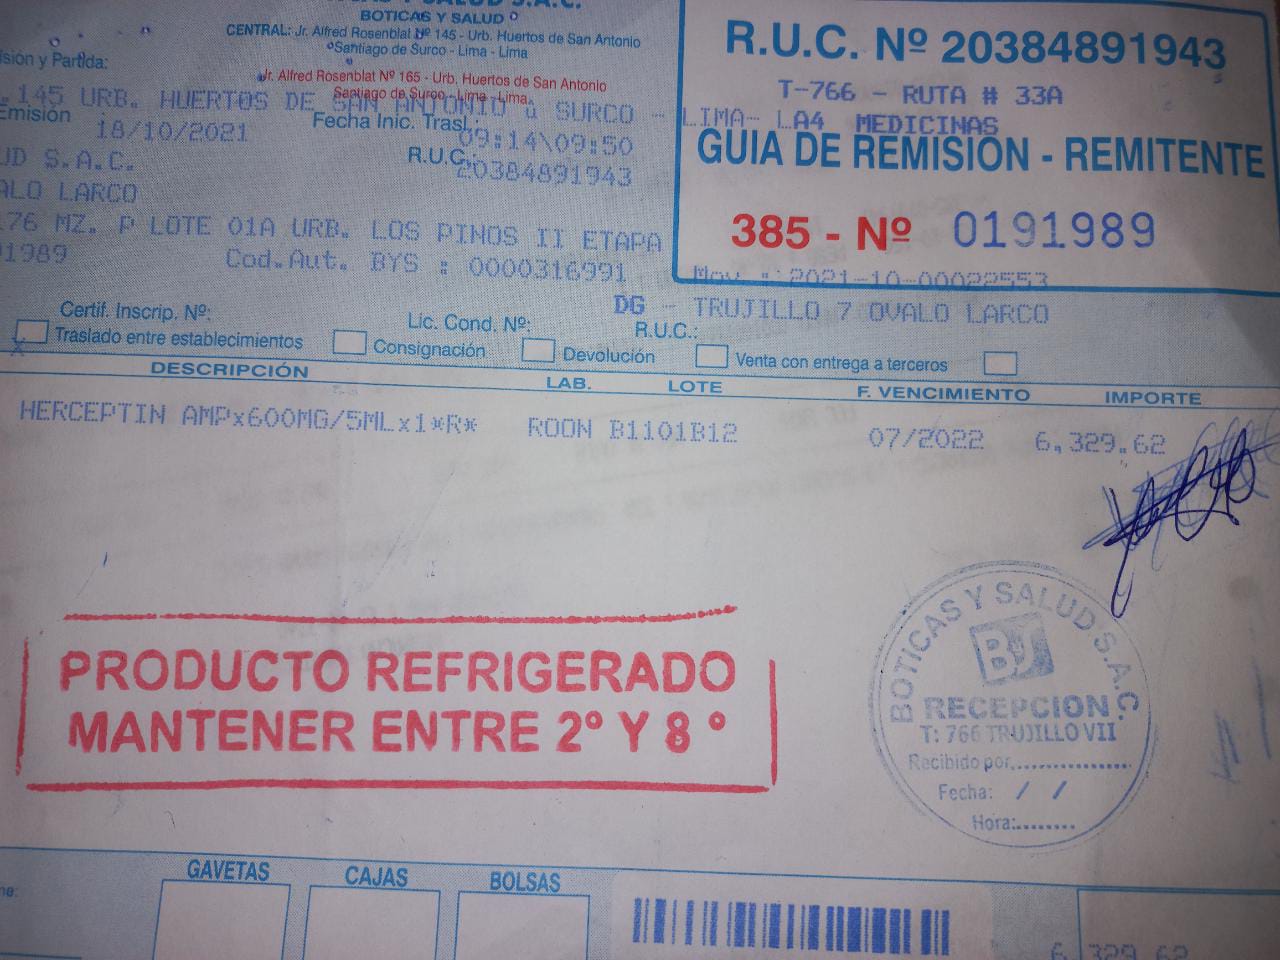 BOTICAS Y SALUD
CENTRAL: Jr. Alfred Rosenblat Nº 145 - Urb. Huertos de San Antonio
Santiago de Surco - Lima - Lima
Jr. Alfred Rosenblat Nº 165 - Urb. Huertos de San Antonio
Santiago de Surco - Lima - Lima.
R.U.C. Nº 20384891943
T-766 - RUTA # 33A
LIMA- LA4 MEDICINAS
GUIA DE REMISION - REMITENTE
385 - Nº 0191989
Mov : 2021-10-00022553
y Partida:
145 URB. HUERTOS DE SAN ANTONIO SURCO -
18/10/2021 Fecha Inic. Trasl.: 09:14\09:50
UD S.A.C. R.U.C.: 20384891943
ALO LARCO
176 MZ. P LOTE 01A URB. LOS PINOS II ETAPA
1989 Cod.Aut. BYS : 0000316991
DG - TRUJILLO 7 OVALO LARCO
Certif. Inscrip. Nº: Lic. Cond. Nº: R.U.C.:
X Traslado entre establecimientos Consignación Devolución Venta con entrega a terceros
DESCRIPCIÓN LAB. LOTE F. VENCIMIENTO IMPORTE
HERCEPTIN AMPx600MG/5MLx1*R* ROON B1101B12 07/2022 6,329.62
PRODUCTO REFRIGERADO
MANTENER ENTRE 2° Y 8 °
BOTICAS Y SALUD S.A.C.
RECEPCION
T: 766 TRUJILLO VII
Recibido por..................
Fecha: / /
Hora:........
GAVETAS CAJAS BOLSAS
6,329.62